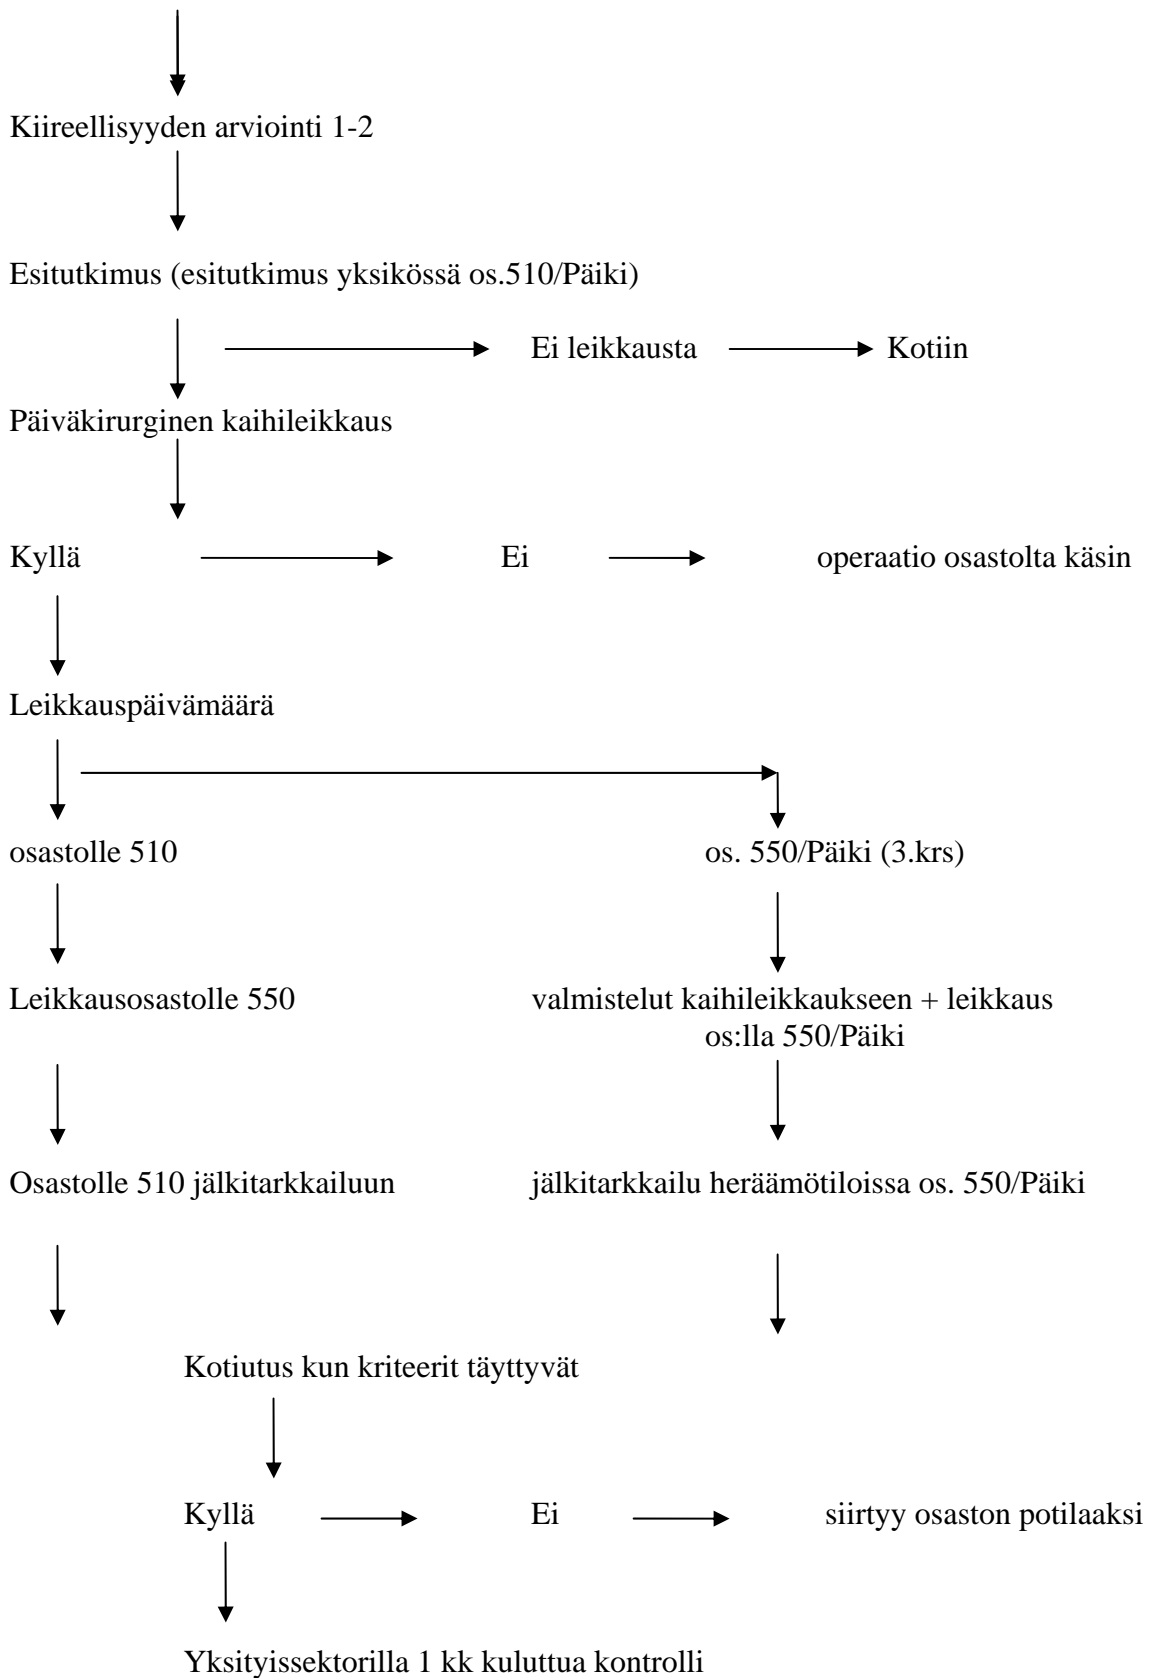 Kiireellisyyden arviointi 1-2
Esitutkimus (esitutkimus yksikössä os.510/Päiki)
Ei leikkausta Kotiin
Päiväkirurginen kaihileikkaus
Kyllä Ei operaatio osastolta käsin
Leikkauspäivämäärä
osastolle 510 os. 550/Päiki (3.krs)
Leikkausosastolle 550 valmistelut kaihileikkaukseen + leikkaus
os:lla 550/Päiki
Osastolle 510 jälkitarkkailuun jälkitarkkailu heräämötiloissa os. 550/Päiki
Kotiutus kun kriteerit täyttyvät
Kyllä Ei siirtyy osaston potilaaksi
Yksityissektorilla 1 kk kuluttua kontrolli